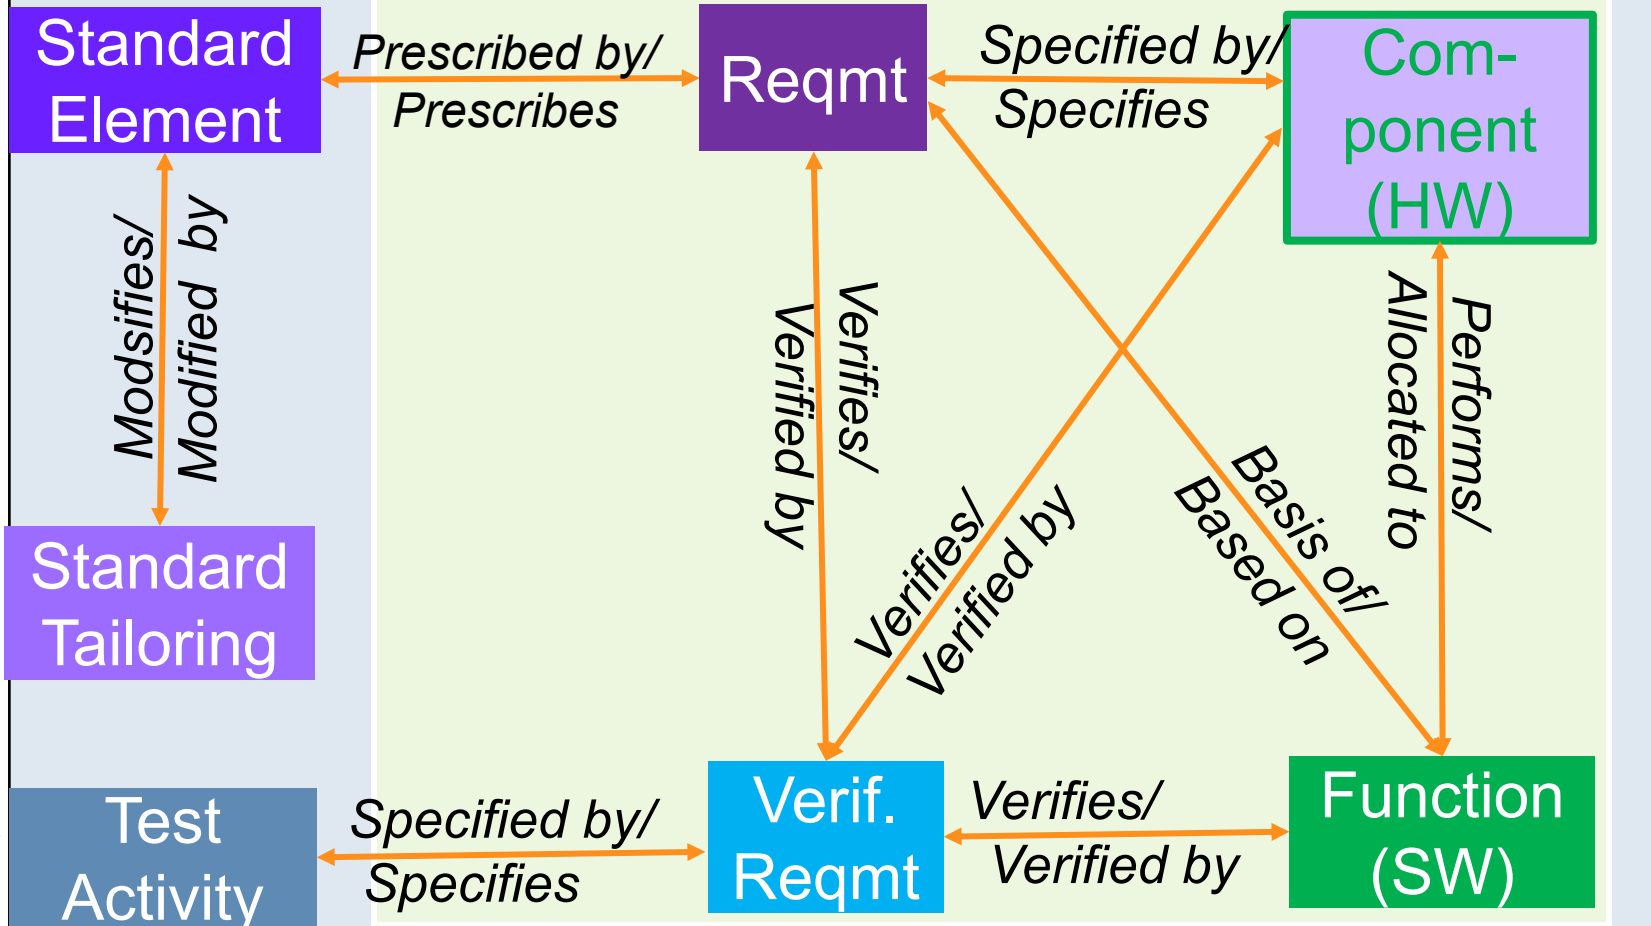 Standard
Element
Prescribed by/
Prescribes
Reqmt
Specified by/
Specifies
Com-
ponent
(HW)
Modsifies/
Modified by
Verifies/
Verified by
Verifies/
Verified by
Basis of/
Based on
Performs/
Allocated to
Standard
Tailoring
Test
Activity
Specified by/
Specifies
Verif.
Reqmt
Verifies/
Verified by
Function
(SW)